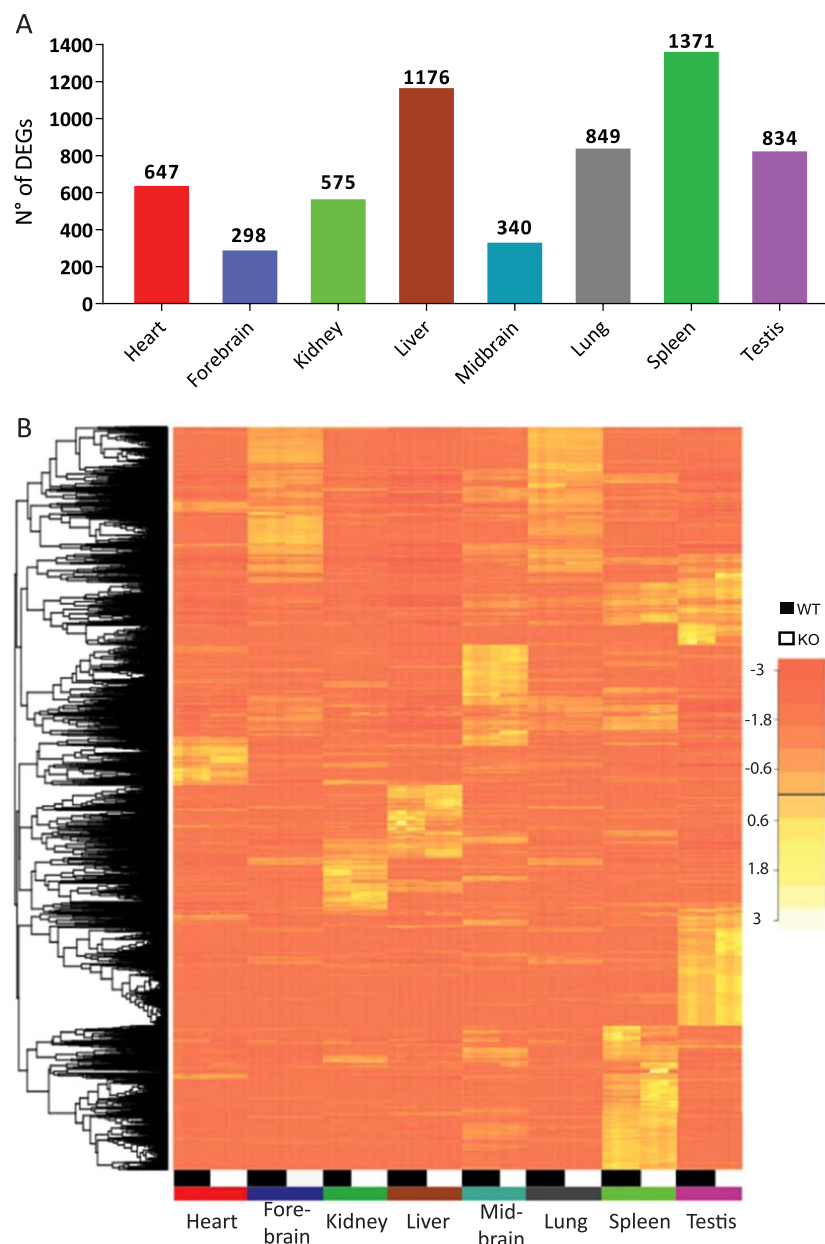 A
N° of DEGs
1400
1200
1000
800
600
400
200
0
647
298
575
1176
340
849
1371
834
Heart
Forebrain
Kidney
Liver
Midbrain
Lung
Spleen
Testis
B
WT
KO
-3
-1.8
-0.6
0.6
1.8
3
Heart
Fore-
brain
Kidney
Liver
Mid-
brain
Lung
Spleen
Testis